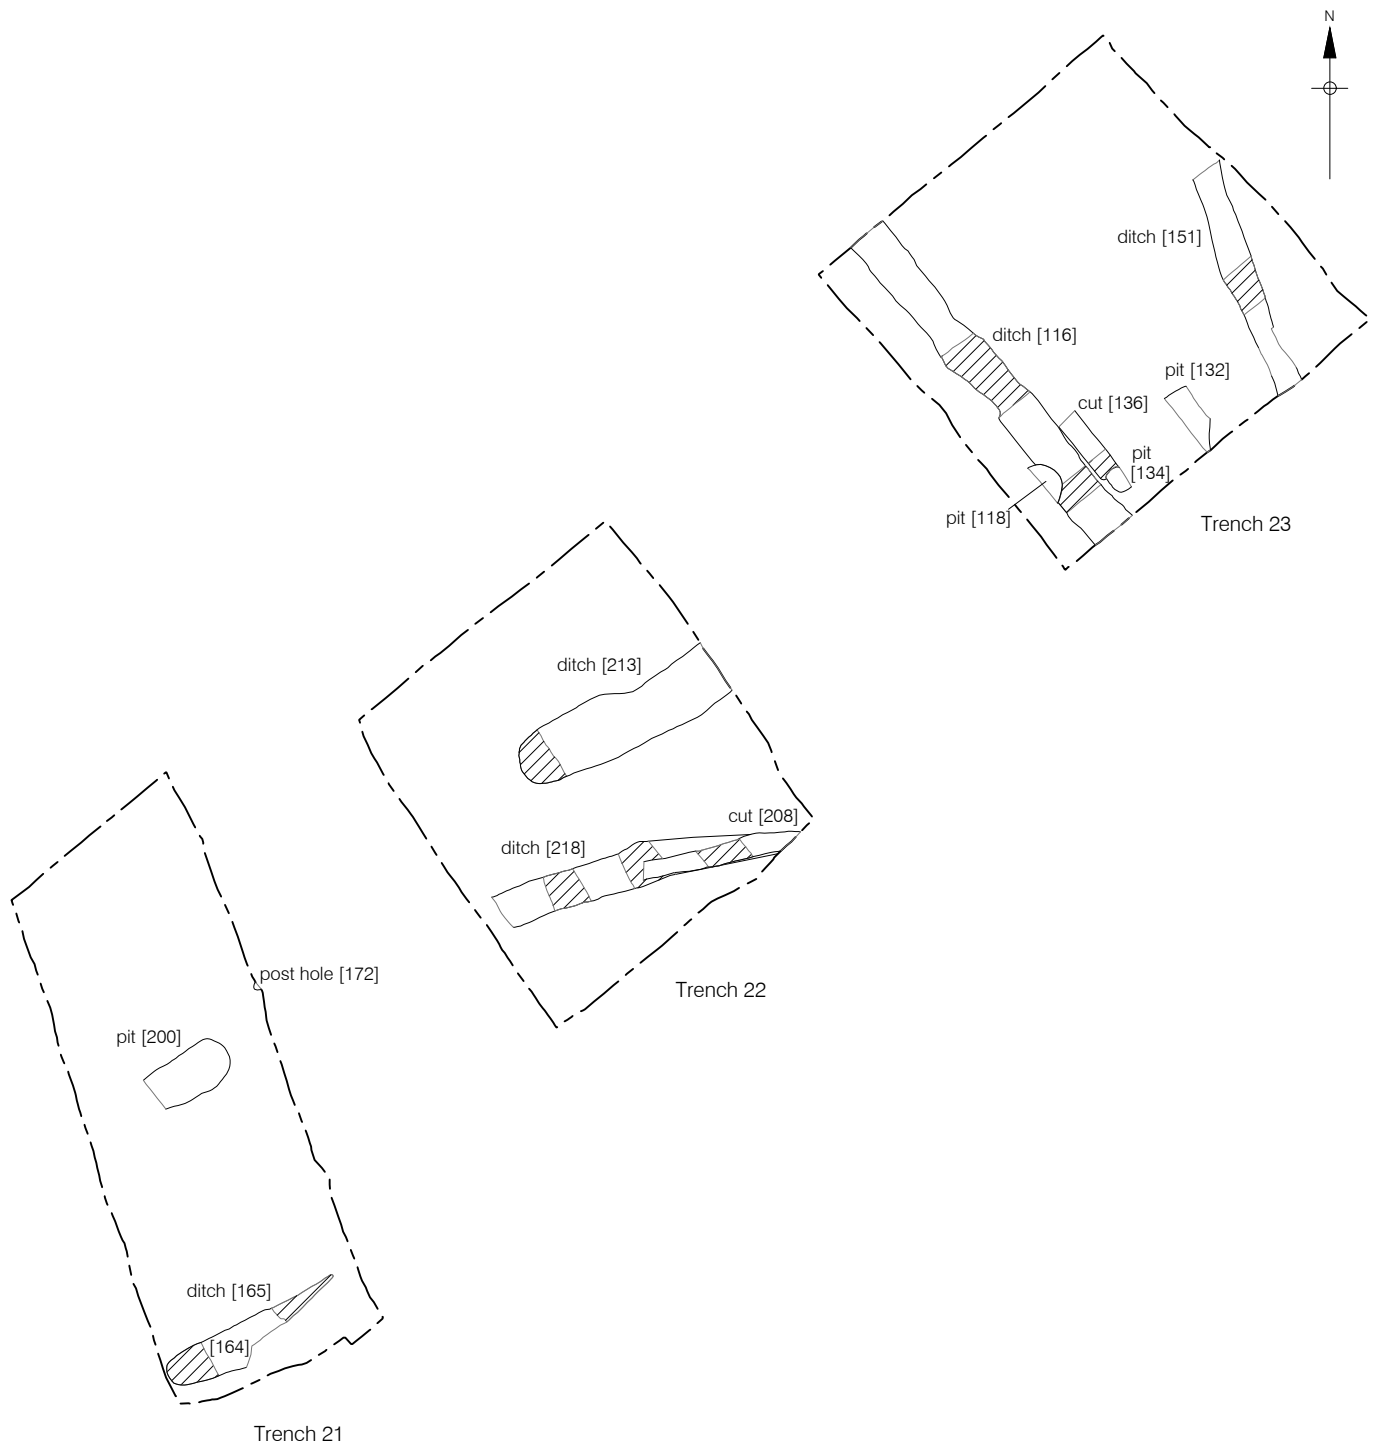 N
ditch [151]
ditch [116]
pit [132]
cut [136]
pit
[134]
pit [118]
Trench 23
ditch [213]
cut [208]
ditch [218]
Trench 22
post hole [172]
pit [200]
ditch [165]
[164]
Trench 21